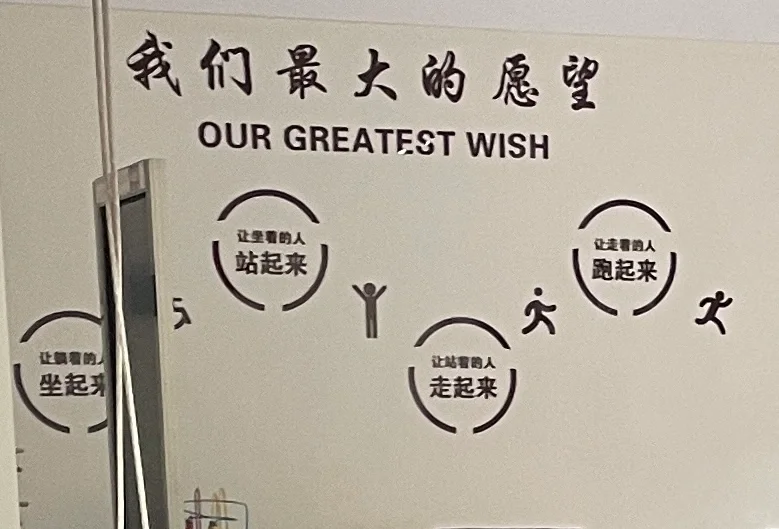 我们最大的愿望
OUR GREATEST WISH
让躺着的
坐起来
让坐着的人
站起来
让站着的人
走起来
让走着的人
跑起来